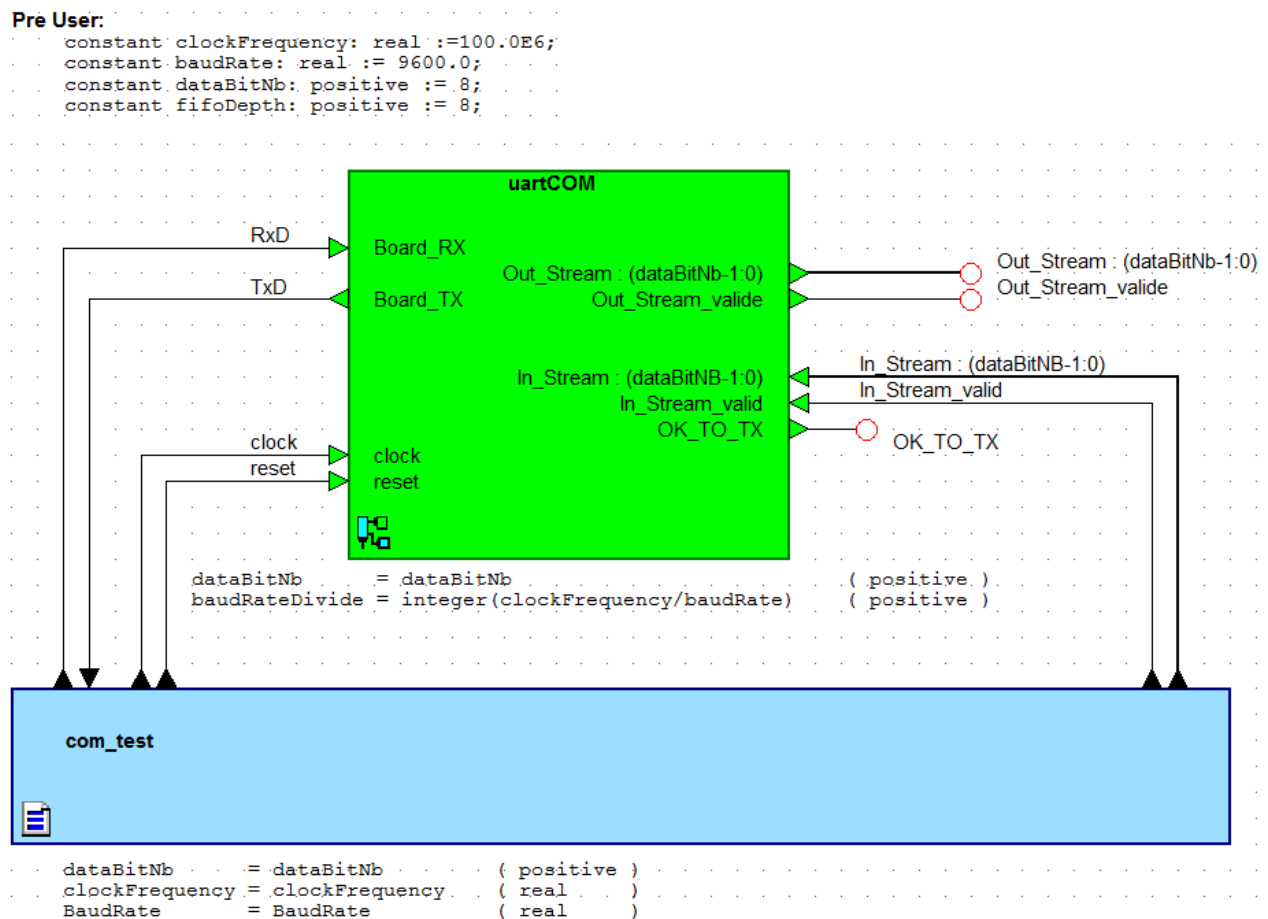 Pre User:
constant clockFrequency: real :=100.0E6;
constant baudRate: real := 9600.0;
constant dataBitNb: positive := 8;
constant fifoDepth: positive := 8;
uartCOM
RxD
Board_RX
Out_Stream : (dataBitNb-1:0)
Out_Stream : (dataBitNb-1:0)
TxD
Board_TX
Out_Stream_valide
Out_Stream_valide
In_Stream : (dataBitNB-1:0)
In_Stream : (dataBitNB-1:0)
In_Stream_valid
In_Stream_valid
OK_TO_TX
OK_TO_TX
clock
clock
reset
reset
dataBitNb = dataBitNb ( positive )
baudRateDivide = integer(clockFrequency/baudRate) ( positive )
com_test
dataBitNb = dataBitNb ( positive )
clockFrequency = clockFrequency ( real )
BaudRate = BaudRate ( real )